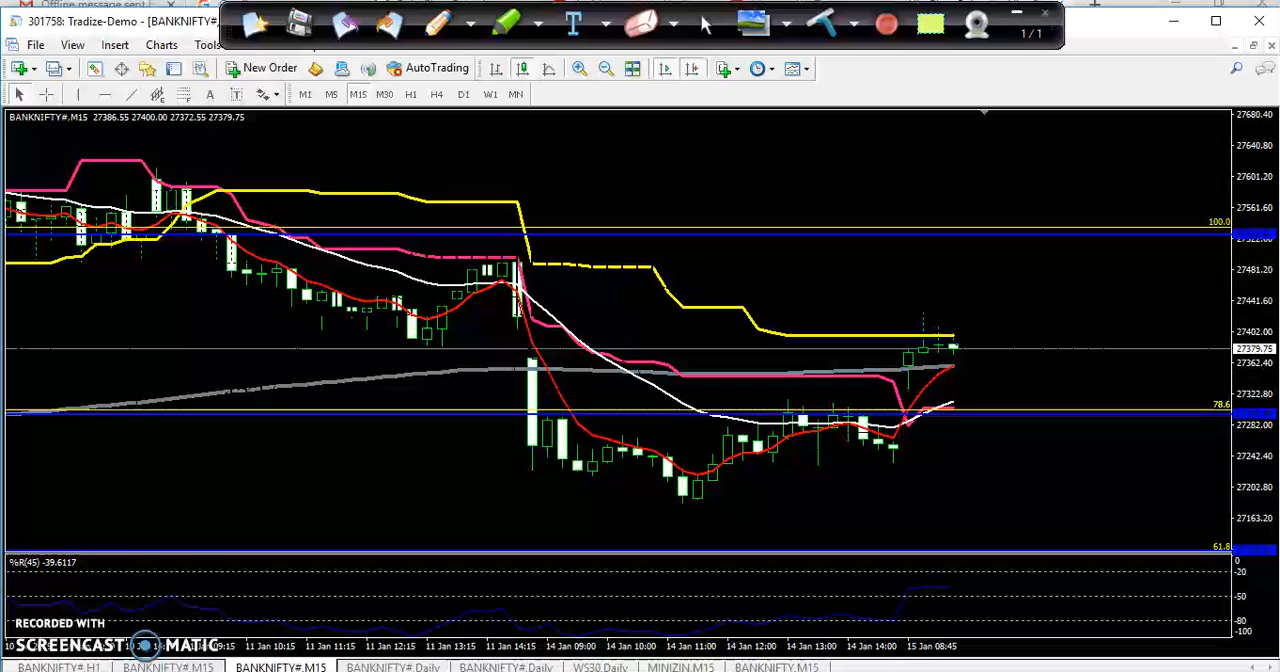 Offline message sent
301758: Tradize-Demo - [BANKNIFTY#.
1/1
File View Insert Charts Tools
New Order AutoTrading
A T M1 M5 M15 M30 H1 H4 D1 W1 MN
BANKNIFTY#.M15 27386.55 27400.00 27372.55 27379.75
27680.40
27640.80
27601.20
27561.60
100.0
27522.00
27481.20
27441.60
27402.00
27379.75
27362.40
27322.80
78.6
27282.00
27242.40
27202.80
27163.20
61.8
%R(45) -39.6117
0
-20
-50
-80
-100
RECORDED WITH
SCREENCAST MATIC
11 Jan 10:15 11 Jan 11:15 11 Jan 12:15 11 Jan 13:15 11 Jan 14:15 14 Jan 09:00 14 Jan 10:00 14 Jan 11:00 14 Jan 12:00 14 Jan 13:00 14 Jan 14:00 15 Jan 08:45
BANKNIFTY#.H1 BANKNIFTY#.M15 BANKNIFTY#.M15 BANKNIFTY#.Daily BANKNIFTY#.Daily WS30.Daily MINIZIN.M15 BANKNIFTY.M15